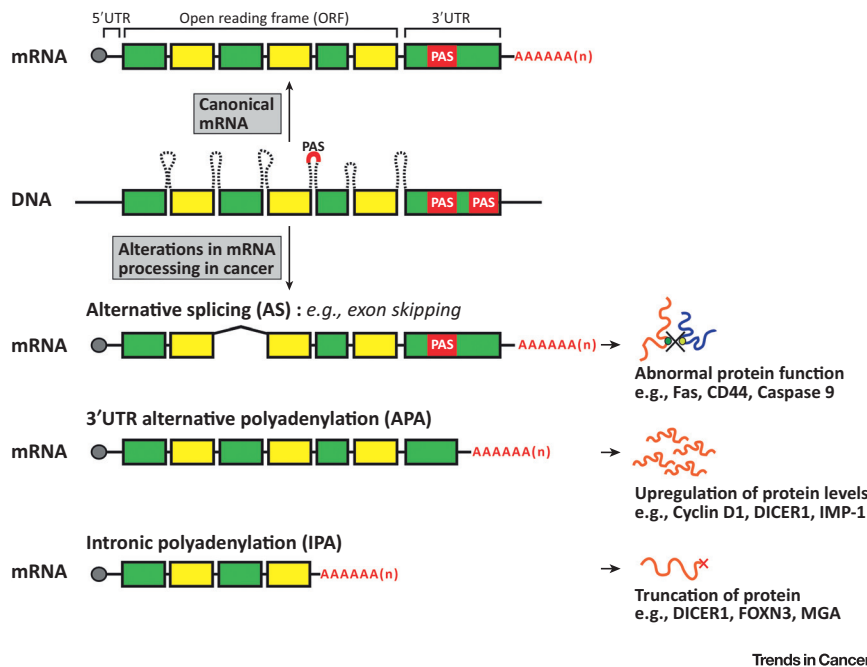 5′UTR Open reading frame (ORF) 3′UTR
mRNA PAS AAAAAA(n)
Canonical
mRNA
PAS
DNA PAS PAS
Alterations in mRNA
processing in cancer
Alternative splicing (AS) : e.g., exon skipping
mRNA PAS AAAAAA(n)
Abnormal protein function
e.g., Fas, CD44, Caspase 9
3′UTR alternative polyadenylation (APA)
mRNA AAAAAA(n)
Upregulation of protein levels
e.g., Cyclin D1, DICER1, IMP-1
Intronic polyadenylation (IPA)
mRNA AAAAAA(n)
Truncation of protein
e.g., DICER1, FOXN3, MGA
Trends in Cancer